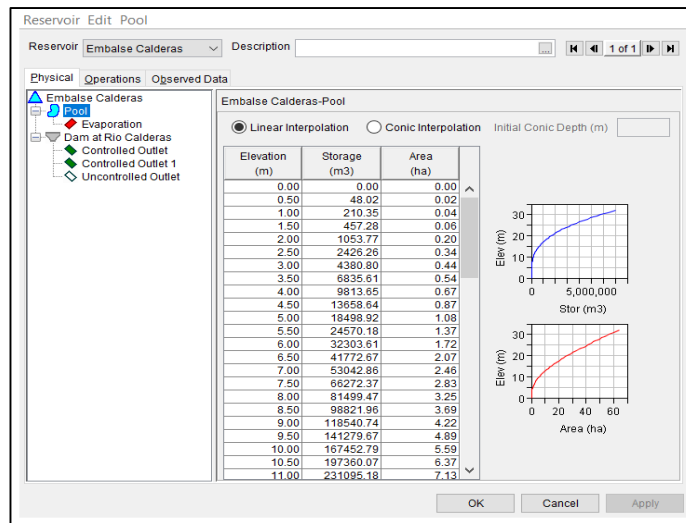 Reservoir Edit Pool
Reservoir Embalse Calderas Description ... 1 of 1
Physical Operations Observed Data
Embalse Calderas
Pool
Evaporation
Dam at Rio Calderas
Controlled Outlet
Controlled Outlet 1
Uncontrolled Outlet
Embalse Calderas-Pool
Linear Interpolation Conic Interpolation Initial Conic Depth (m)
Elevation Storage Area
(m) (m3) (ha)
0.00 0.00 0.00
0.50 48.02 0.02
1.00 210.35 0.04
1.50 457.28 0.06
2.00 1053.77 0.20
2.50 2426.26 0.34
3.00 4380.80 0.44
3.50 6835.61 0.54
4.00 9813.65 0.67
4.50 13658.64 0.87
5.00 18498.92 1.08
5.50 24570.18 1.37
6.00 32303.61 1.72
6.50 41772.67 2.07
7.00 53042.86 2.46
7.50 66272.37 2.83
8.00 81499.47 3.25
8.50 98821.96 3.69
9.00 118540.74 4.22
9.50 141279.67 4.89
10.00 167452.79 5.59
10.50 197360.07 6.37
11.00 231095.18 7.13
Elev (m)
30
20
10
0
0 5,000,000
Stor (m3)
Elev (m)
30
20
10
0
0 20 40 60
Area (ha)
OK Cancel Apply